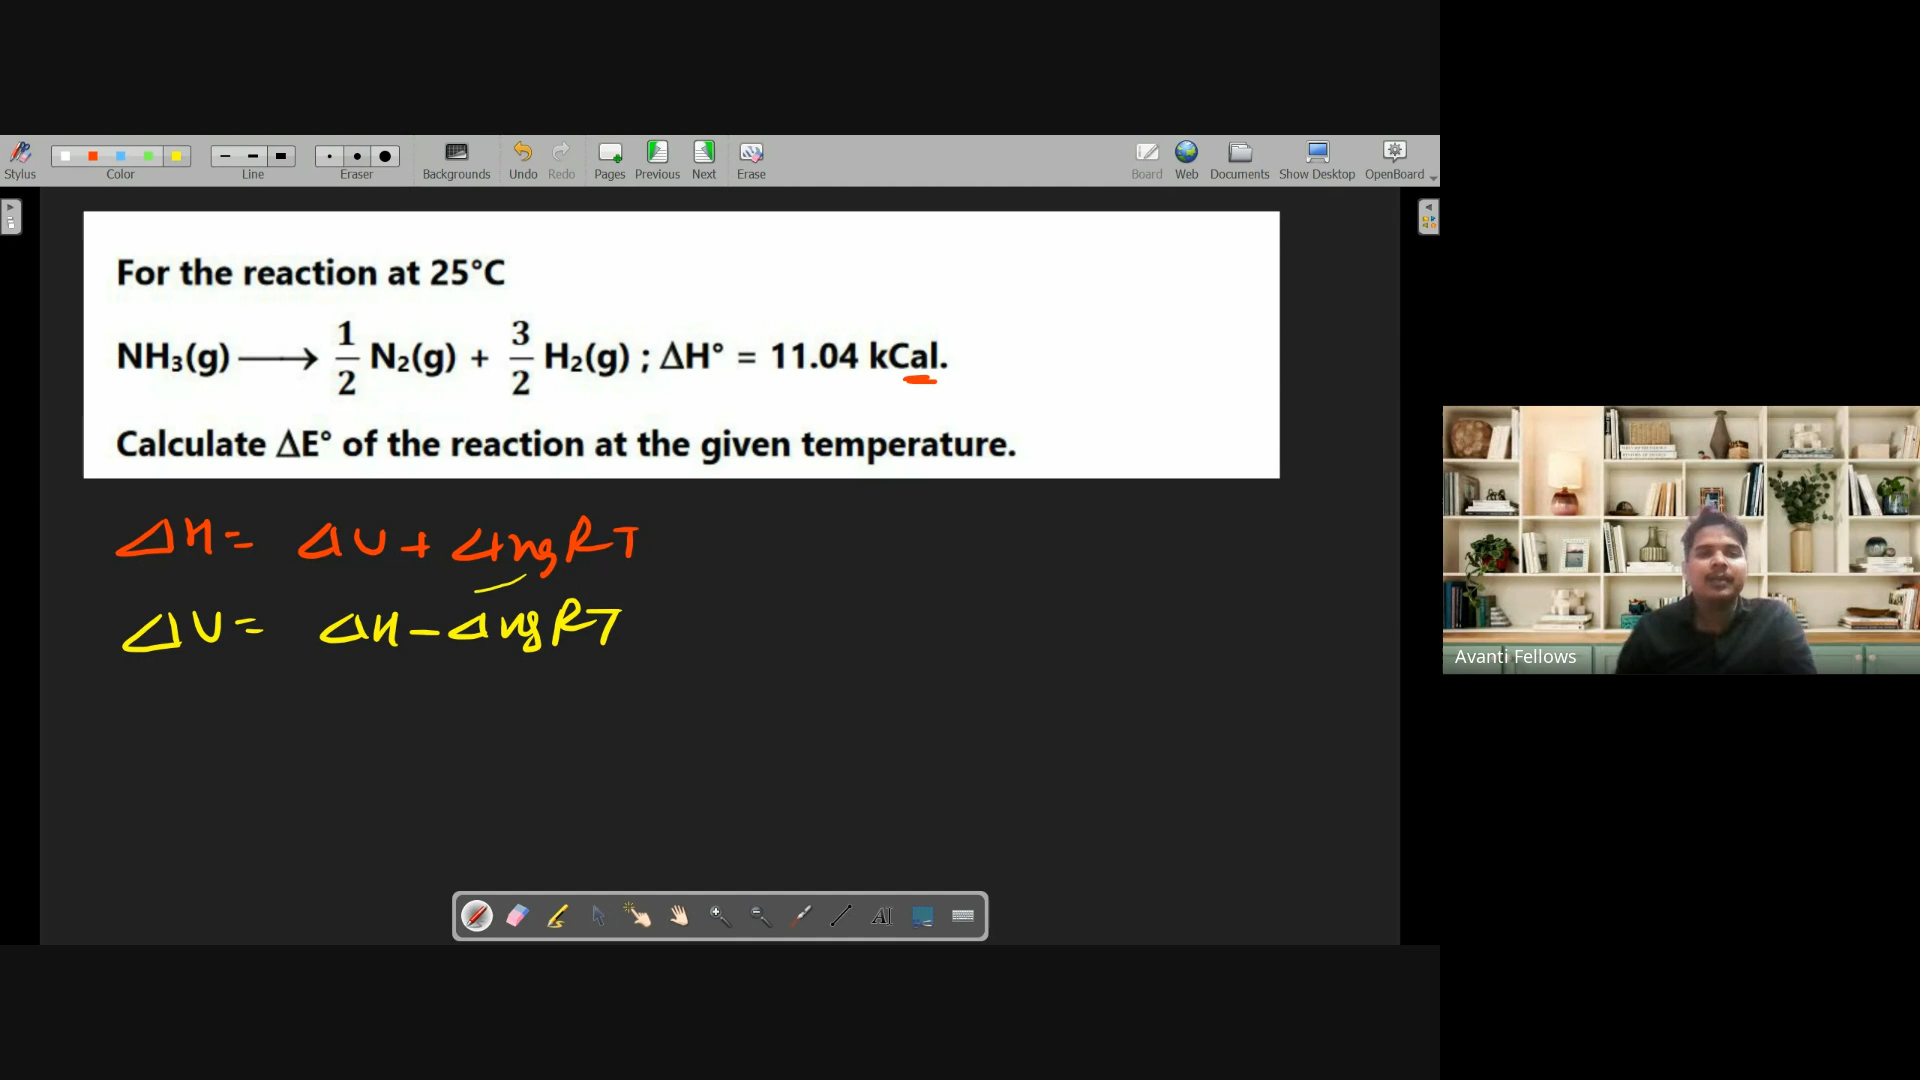 Stylus
Color
Line
Eraser
Backgrounds
Undo
Redo
Pages
Previous
Next
Erase
Board
Web
Documents
Show Desktop
OpenBoard
For the reaction at 25°C
NH₃(g) ⟶ 1/2 N₂(g) + 3/2 H₂(g) ; ΔH° = 11.04 kCal.
Calculate ΔE° of the reaction at the given temperature.
ΔH = ΔU + ΔngRT
ΔU = ΔH - ΔngRT
AI
Avanti Fellows